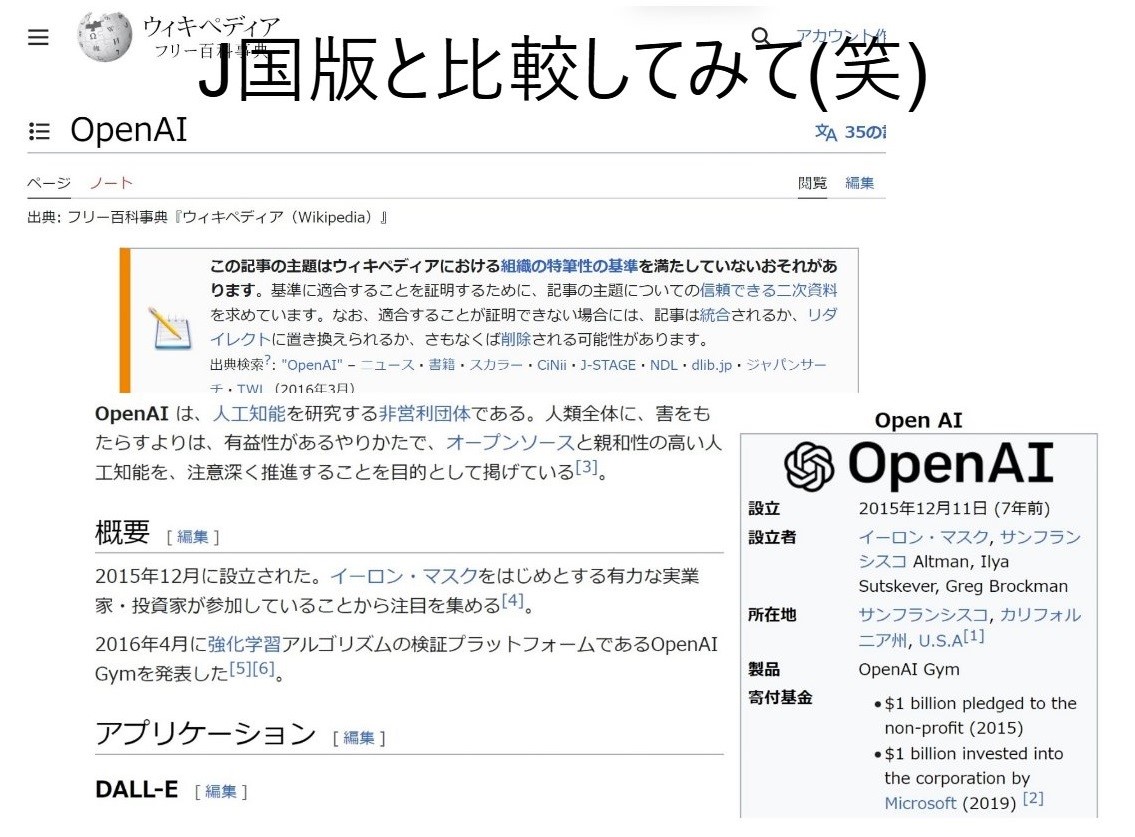 ウィキペディア
フリー百科事典
アカウント作
J国版と比較してみて(笑)
OpenAI
35の
ページ ノート
閲覧 編集
出典: フリー百科事典『ウィキペディア（Wikipedia）』
この記事の主題はウィキペディアにおける組織の特筆性の基準を満たしていないおそれがあ
ります。基準に適合することを証明するために、記事の主題についての信頼できる二次資料
を求めています。なお、適合することが証明できない場合には、記事は統合されるか、リダ
イレクトに置き換えられるか、さもなくば削除される可能性があります。
出典検索?: "OpenAI" – ニュース・書籍・スカラー・CiNii・J-STAGE・NDL・dlib.jp・ジャパンサー
チ・TWL (2016年3月)
OpenAI は、人工知能を研究する非営利団体である。人類全体に、害をも
たらすよりは、有益性があるやりかたで、オープンソースと親和性の高い人
工知能を、注意深く推進することを目的として掲げている[3]。
概要 [ 編集 ]
2015年12月に設立された。イーロン・マスクをはじめとする有力な実業
家・投資家が参加していることから注目を集める[4]。
2016年4月に強化学習アルゴリズムの検証プラットフォームであるOpenAI
Gymを発表した[5][6]。
アプリケーション [ 編集 ]
DALL-E [ 編集 ]
Open AI
OpenAI
設立 2015年12月11日 (7年前)
設立者 イーロン・マスク, サンフラン
シスコ Altman, Ilya
Sutskever, Greg Brockman
所在地 サンフランシスコ, カリフォル
ニア州, U.S.A[1]
製品 OpenAI Gym
寄付基金
• $1 billion pledged to the
non-profit (2015)
• $1 billion invested into
the corporation by
Microsoft (2019) [2]